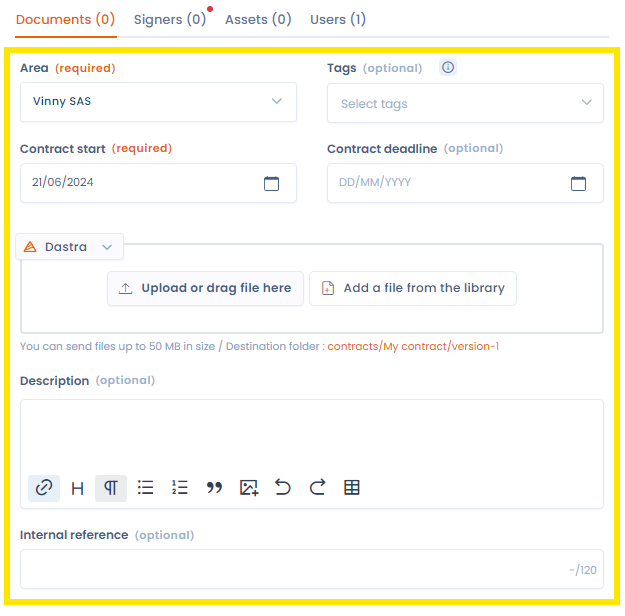 Documents (0) Signers (0) Assets (0) Users (1)
Area (required) Tags (optional)
Vinny SAS Select tags
Contract start (required) Contract deadline (optional)
21/06/2024 DD/MM/YYYY
Dastra
Upload or drag file here Add a file from the library
You can send files up to 50 MB in size / Destination folder : contracts/My contract/version-1
Description (optional)
Internal reference (optional)
-/120